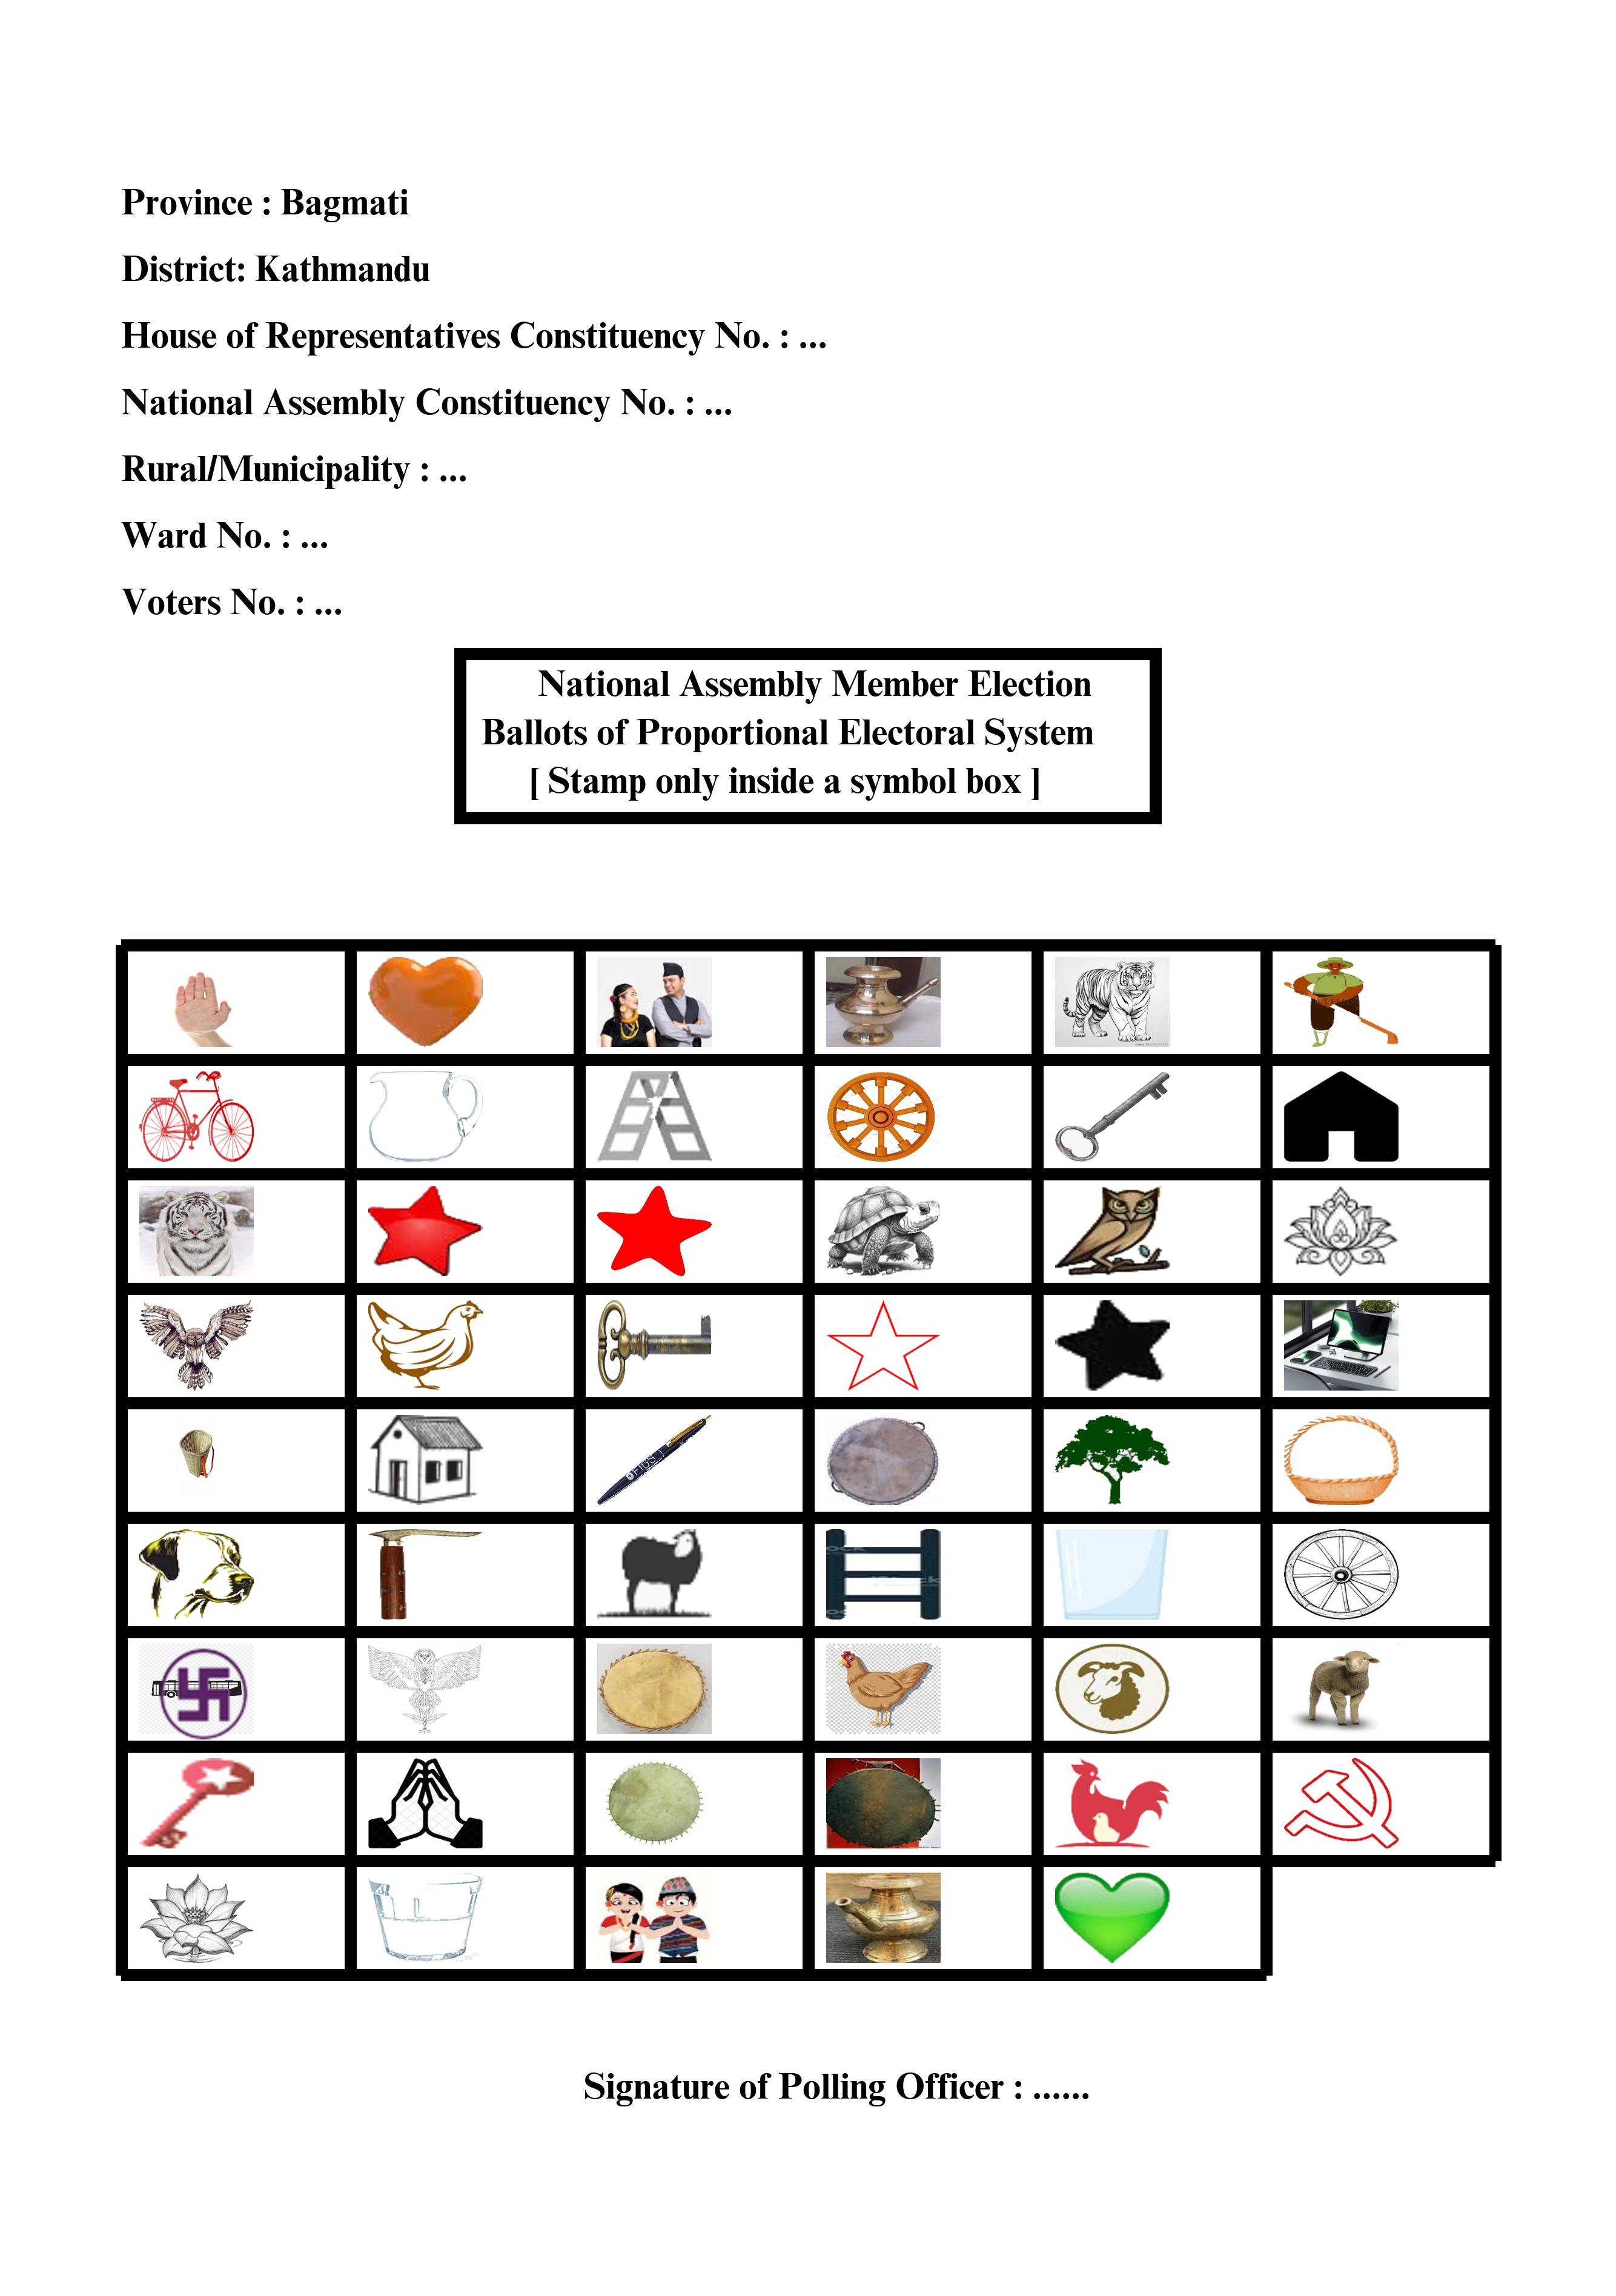 Province : Bagmati
District: Kathmandu
House of Representatives Constituency No. : ...
National Assembly Constituency No. : ...
Rural/Municipality : ...
Ward No. : ...
Voters No. : ...
National Assembly Member Election
Ballots of Proportional Electoral System
[ Stamp only inside a symbol box ]
Signature of Polling Officer : ......